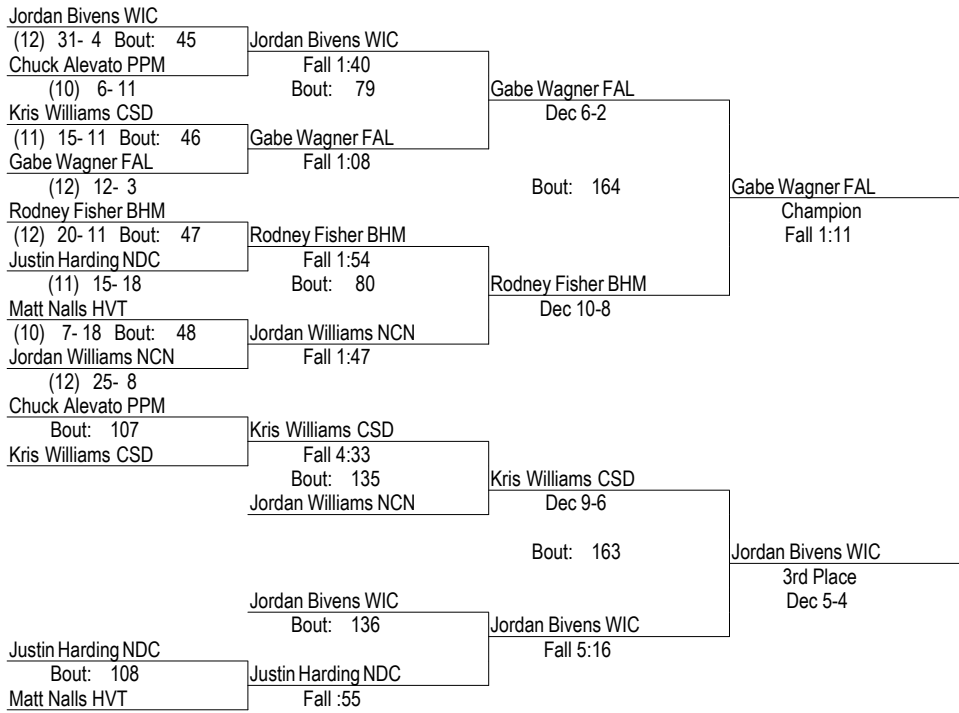 Jordan Bivens WIC
(12) 31- 4 Bout: 45 Jordan Bivens WIC
Chuck Alevato PPM Fall 1:40
(10) 6- 11 Bout: 79 Gabe Wagner FAL
Kris Williams CSD Dec 6-2
(11) 15- 11 Bout: 46 Gabe Wagner FAL
Gabe Wagner FAL Fall 1:08
(12) 12- 3 Bout: 164 Gabe Wagner FAL
Rodney Fisher BHM Champion
(12) 20- 11 Bout: 47 Rodney Fisher BHM Fall 1:11
Justin Harding NDC Fall 1:54
(11) 15- 18 Bout: 80 Rodney Fisher BHM
Matt Nalls HVT Dec 10-8
(10) 7- 18 Bout: 48 Jordan Williams NCN
Jordan Williams NCN Fall 1:47
(12) 25- 8
Chuck Alevato PPM
Bout: 107 Kris Williams CSD
Kris Williams CSD Fall 4:33
Bout: 135 Kris Williams CSD
Jordan Williams NCN Dec 9-6
Bout: 163 Jordan Bivens WIC
3rd Place
Jordan Bivens WIC Dec 5-4
Bout: 136 Jordan Bivens WIC
Justin Harding NDC Fall 5:16
Bout: 108 Justin Harding NDC
Matt Nalls HVT Fall :55